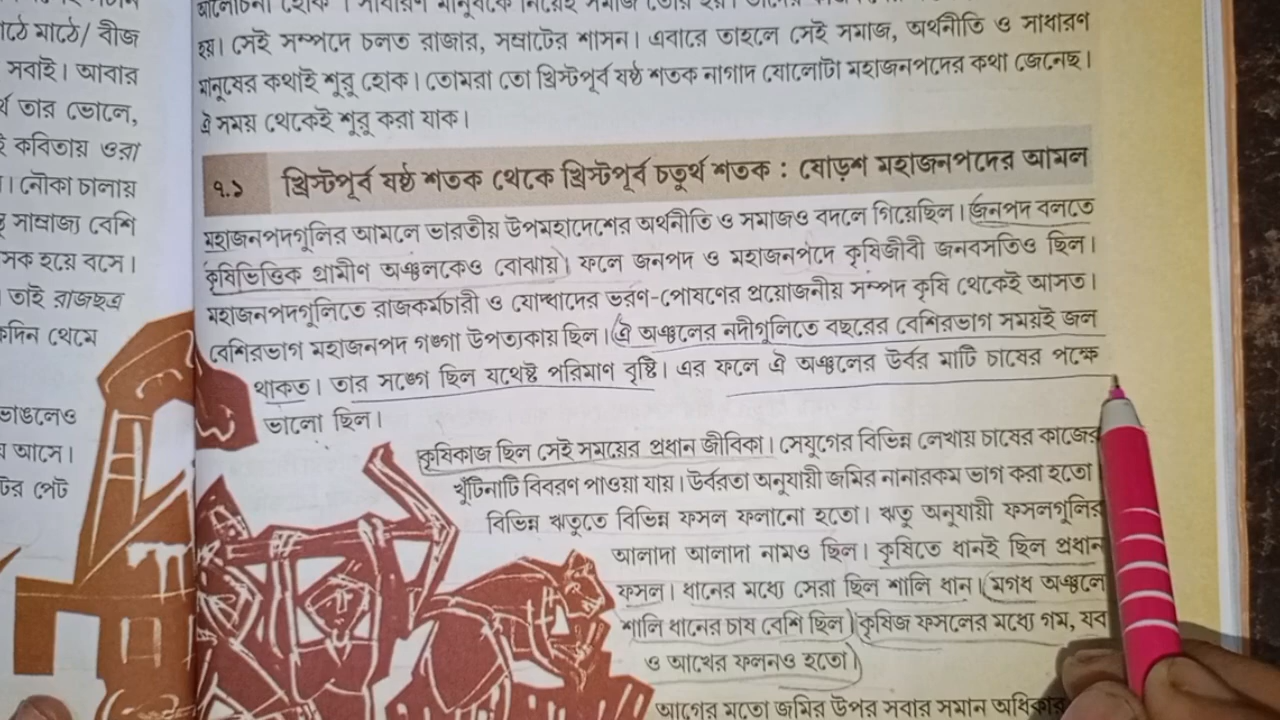 ঠে মাঠে/ বীজ
সবাই। আবার
র্থ তার ভোলে,
কবিতায় ওরা
। নৌকা চালায়
সাম্রাজ্য বেশি
সক হয়ে বসে।
তাই রাজছত্র
কদিন থেমে
ভাঙলেও
আসে।
টর পেট
আলোচনা হোক । সাধারণ মানুষকে নিয়েই সমাজ
হয়। সেই সম্পদে চলত রাজার, সম্রাটের শাসন। এবারে তাহলে সেই সমাজ, অর্থনীতি ও সাধারণ
মানুষের কথাই শুরু হোক। তোমরা তো খ্রিস্টপূর্ব ষষ্ঠ শতক নাগাদ ষোলোটা মহাজনপদের কথা জেনেছ।
ঐ সময় থেকেই শুরু করা যাক।
৭.১ খ্রিস্টপূর্ব ষষ্ঠ শতক থেকে খ্রিস্টপূর্ব চতুর্থ শতক : ষোড়শ মহাজনপদের আমল
মহাজনপদগুলির আমলে ভারতীয় উপমহাদেশের অর্থনীতি ও সমাজও বদলে গিয়েছিল। জনপদ বলতে
কৃষিভিত্তিক গ্রামীণ অঞ্চলকেও বোঝায়। ফলে জনপদ ও মহাজনপদে কৃষিজীবী জনবসতিও ছিল।
মহাজনপদগুলিতে রাজকর্মচারী ও যোদ্ধাদের ভরণ-পোষণের প্রয়োজনীয় সম্পদ কৃষি থেকেই আসত।
বেশিরভাগ মহাজনপদ গঙ্গা উপত্যকায় ছিল। ঐ অঞ্চলের নদীগুলিতে বছরের বেশিরভাগ সময়ই জল
থাকত। তার সঙ্গে ছিল যথেষ্ট পরিমাণ বৃষ্টি। এর ফলে ঐ অঞ্চলের উর্বর মাটি চাষের পক্ষে
ভালো ছিল।
কৃষিকাজ ছিল সেই সময়ের প্রধান জীবিকা। সেযুগের বিভিন্ন লেখায় চাষের কাজের
খুঁটিনাটি বিবরণ পাওয়া যায়। উর্বরতা অনুযায়ী জমির নানারকম ভাগ করা হতো
বিভিন্ন ঋতুতে বিভিন্ন ফসল ফলানো হতো। ঋতু অনুযায়ী ফসলগুলির
আলাদা আলাদা নামও ছিল। কৃষিতে ধানই ছিল প্রধান
ফসল। ধানের মধ্যে সেরা ছিল শালি ধান। মগধ অঞ্চলে
শালি ধানের চাষ বেশি ছিল। কৃষিজ ফসলের মধ্যে গম, যব
ও আখের ফলনও হতো।
আগের মতো জমির উপর সবার সমান অধিকার